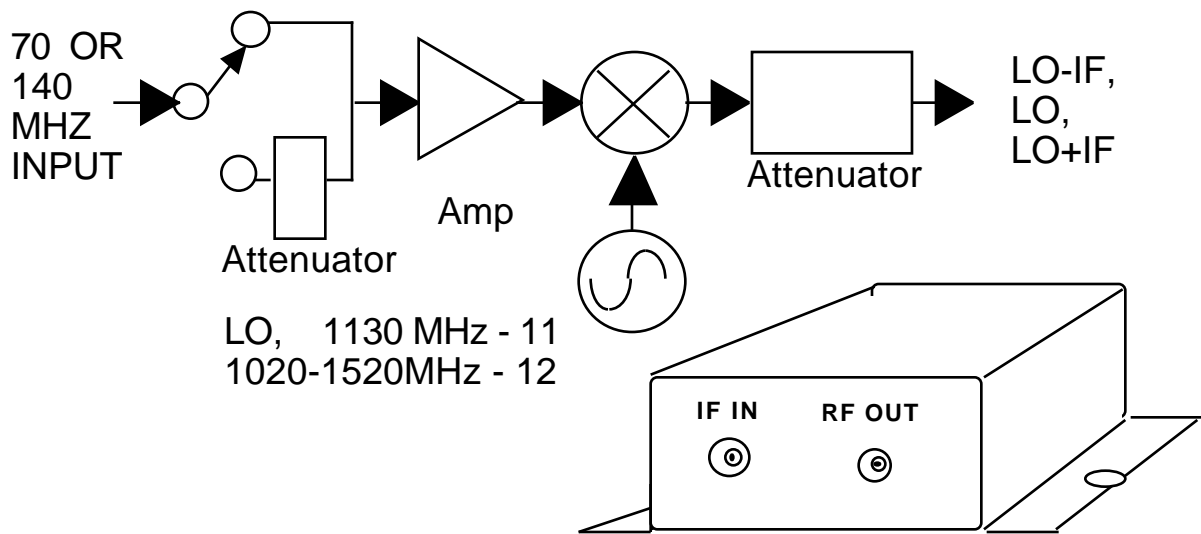 70 OR
140
MHZ
INPUT
LO-IF,
LO,
LO+IF
Attenuator
Amp
Attenuator
LO, 1130 MHz - 11
1020-1520MHz - 12
IF IN RF OUT